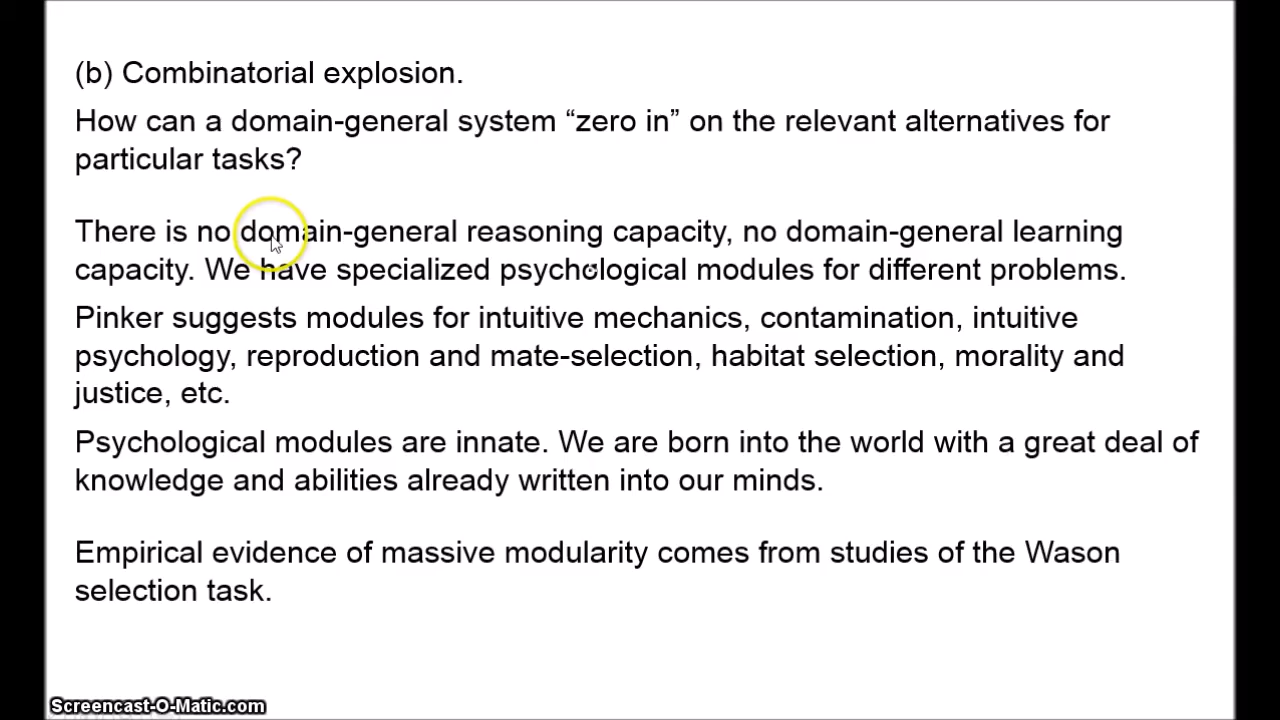 (b) Combinatorial explosion.
How can a domain-general system “zero in” on the relevant alternatives for
particular tasks?
There is no domain-general reasoning capacity, no domain-general learning
capacity. We have specialized psychological modules for different problems.
Pinker suggests modules for intuitive mechanics, contamination, intuitive
psychology, reproduction and mate-selection, habitat selection, morality and
justice, etc.
Psychological modules are innate. We are born into the world with a great deal of
knowledge and abilities already written into our minds.
Empirical evidence of massive modularity comes from studies of the Wason
selection task.
Screencast-O-Matic.com